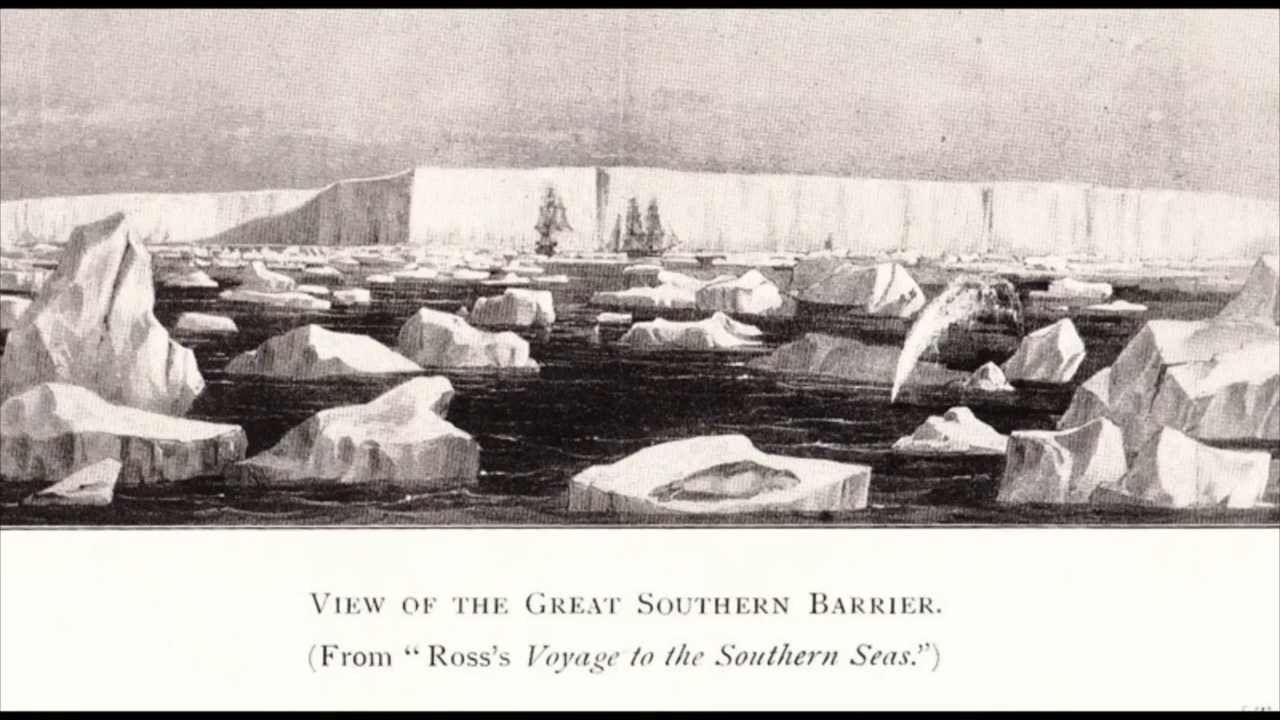 View of the Great Southern Barrier.
(From “Ross's Voyage to the Southern Seas.”)